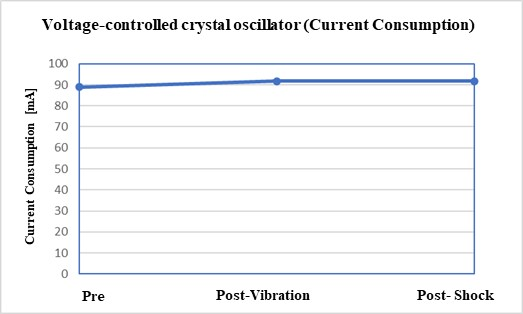 Voltage-controlled crystal oscillator (Current Consumption)
Current Consumption [mA]
100
90
80
70
60
50
40
30
20
10
0
Pre
Post-Vibration
Post- Shock